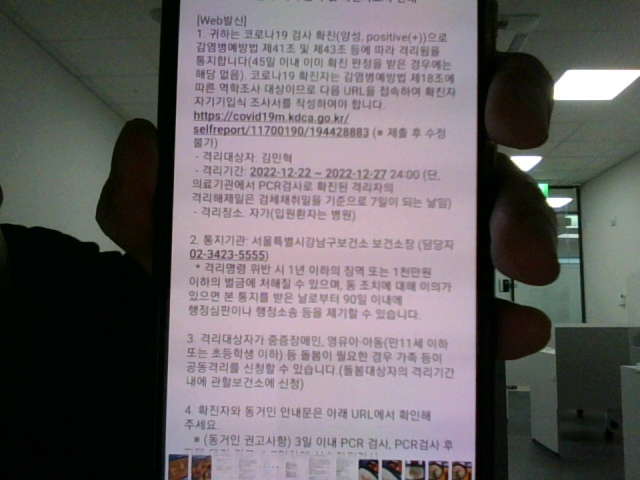 [Web발신]
1. 귀하는 코로나19 검사 확진(양성, positive(+))으로
감염병예방법 제41조 및 제43조 등에 따라 격리됨을
통지합니다(45일 이내 이미 확진 판정을 받은 경우에는
해당 없음). 코로나19 확진자는 감염병예방법 제18조에
따른 역학조사 대상이므로 다음 URL을 접속하여 확진자
자기기입식 조사서를 작성하여야 합니다.
https://covid19m.kdca.go.kr/
selfreport/11700190/194428883 (※ 제출 후 수정
불가)
- 격리대상자: 김민혁
- 격리기간: 2022-12-22 ~ 2022-12-27 24:00 (단,
의료기관에서 PCR검사로 확진된 격리자의
격리해제일은 검체채취일을 기준으로 7일이 되는 날임)
- 격리장소: 자가(입원환자는 병원)
2. 통지기관: 서울특별시강남구보건소 보건소장 (담당자
02-3423-5555)
* 격리명령 위반 시 1년 이하의 징역 또는 1천만원
이하의 벌금에 처해질 수 있으며, 동 조치에 대해 이의가
있으면 본 통지를 받은 날로부터 90일 이내에
행정심판이나 행정소송 등을 제기할 수 있습니다.
3. 격리대상자가 중증장애인, 영유아·아동(만11세 이하
또는 초등학생 이하) 등 돌봄이 필요한 경우 가족 등이
공동격리를 신청할 수 있습니다.(돌봄대상자의 격리기간
내에 관할보건소에 신청)
4. 확진자와 동거인 안내문은 아래 URL에서 확인해
주세요.
※ (동거인 권고사항) 3일 이내 PCR 검사, PCR검사 후